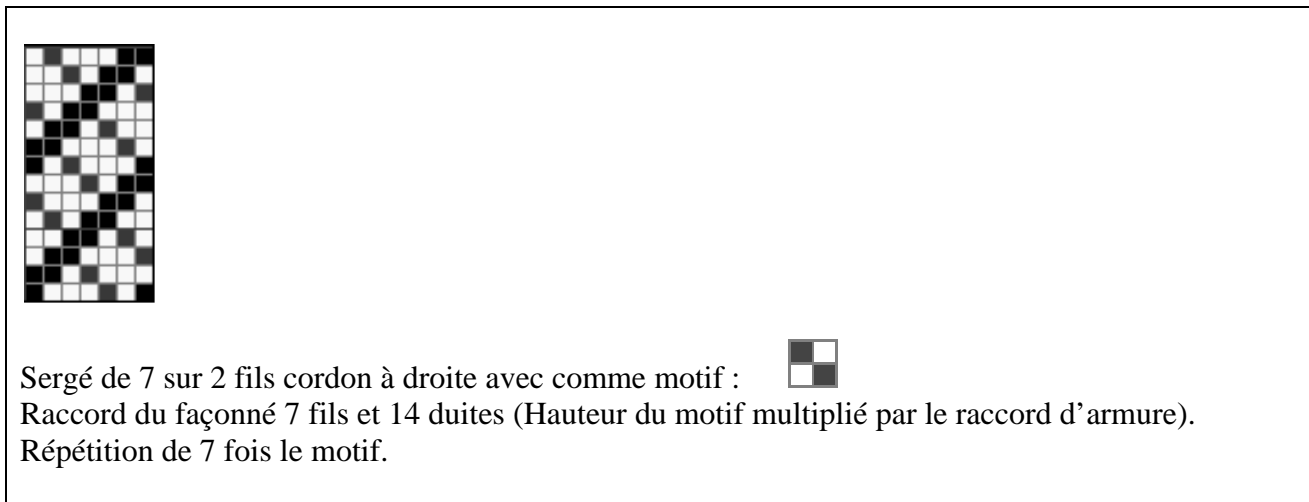 Sergé de 7 sur 2 fils cordon à droite avec comme motif :
Raccord du façonné 7 fils et 14 duites (Hauteur du motif multiplié par le raccord d’armure).
Répétition de 7 fois le motif.